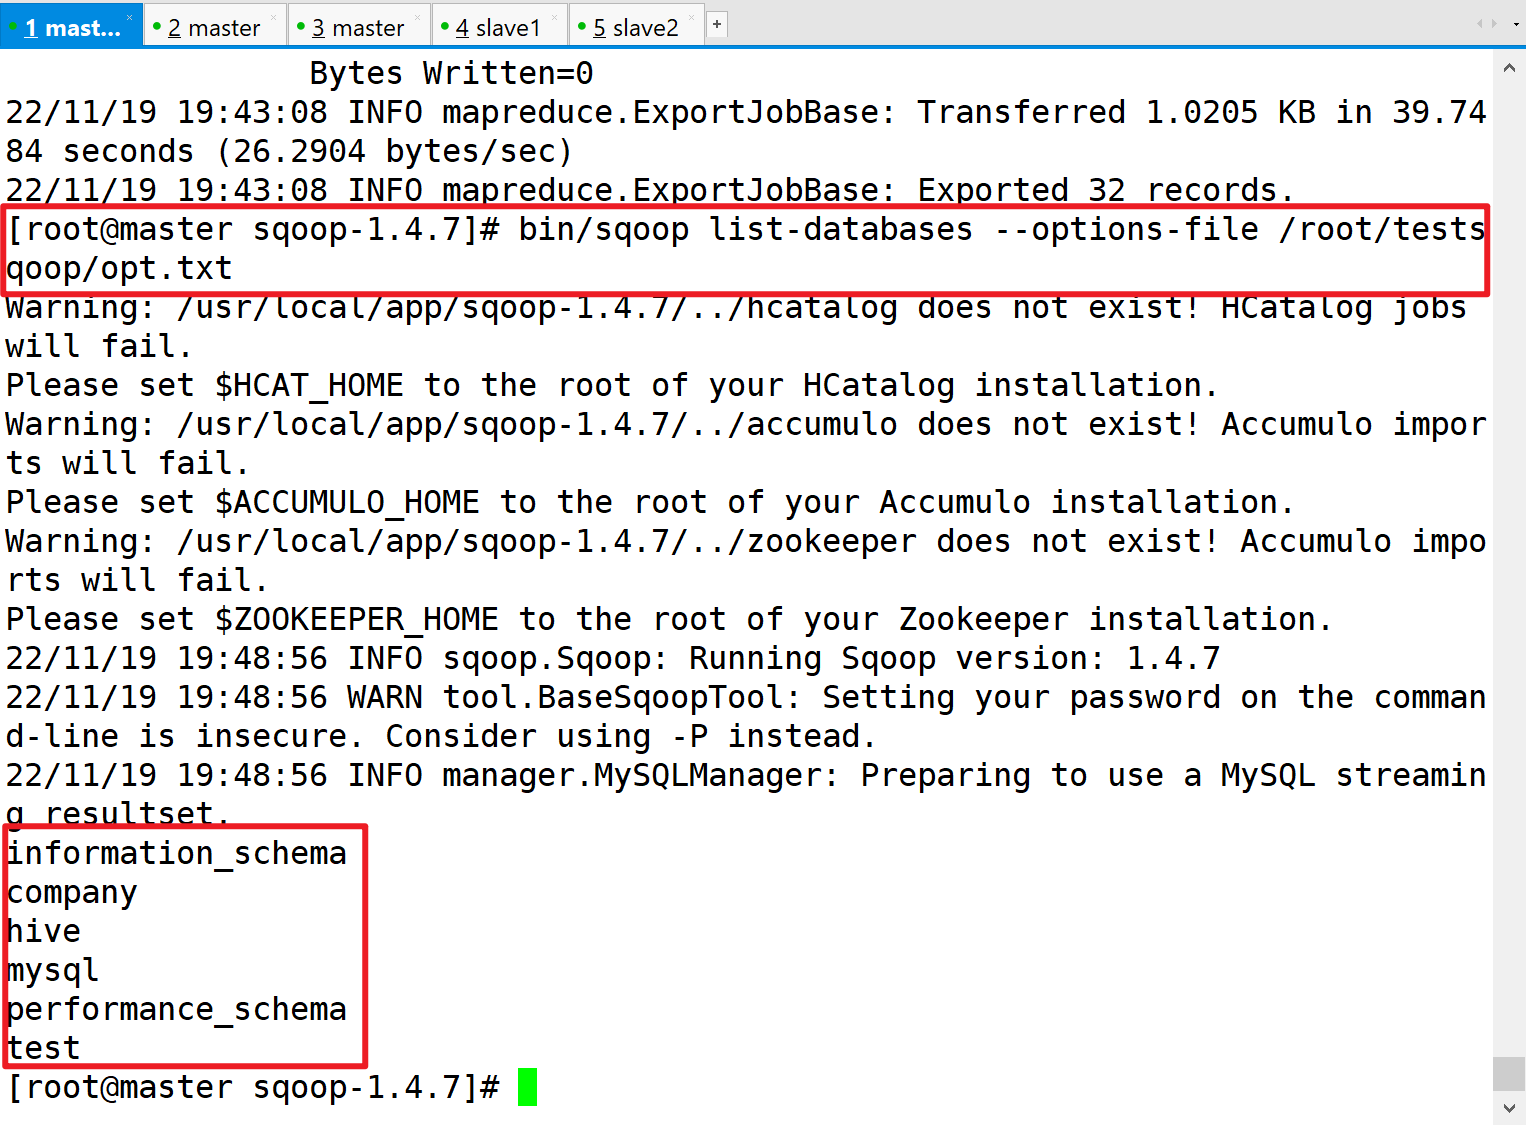 1 mast... 2 master 3 master 4 slave1 5 slave2 +
Bytes Written=0
22/11/19 19:43:08 INFO mapreduce.ExportJobBase: Transferred 1.0205 KB in 39.74
84 seconds (26.2904 bytes/sec)
22/11/19 19:43:08 INFO mapreduce.ExportJobBase: Exported 32 records.
[root@master sqoop-1.4.7]# bin/sqoop list-databases --options-file /root/tests
qoop/opt.txt
Warning: /usr/local/app/sqoop-1.4.7/../hcatalog does not exist! HCatalog jobs
will fail.
Please set $HCAT_HOME to the root of your HCatalog installation.
Warning: /usr/local/app/sqoop-1.4.7/../accumulo does not exist! Accumulo impor
ts will fail.
Please set $ACCUMULO_HOME to the root of your Accumulo installation.
Warning: /usr/local/app/sqoop-1.4.7/../zookeeper does not exist! Accumulo impo
rts will fail.
Please set $ZOOKEEPER_HOME to the root of your Zookeeper installation.
22/11/19 19:48:56 INFO sqoop.Sqoop: Running Sqoop version: 1.4.7
22/11/19 19:48:56 WARN tool.BaseSqoopTool: Setting your password on the comman
d-line is insecure. Consider using -P instead.
22/11/19 19:48:56 INFO manager.MySQLManager: Preparing to use a MySQL streamin
g resultset.
information_schema
company
hive
mysql
performance_schema
test
[root@master sqoop-1.4.7]#